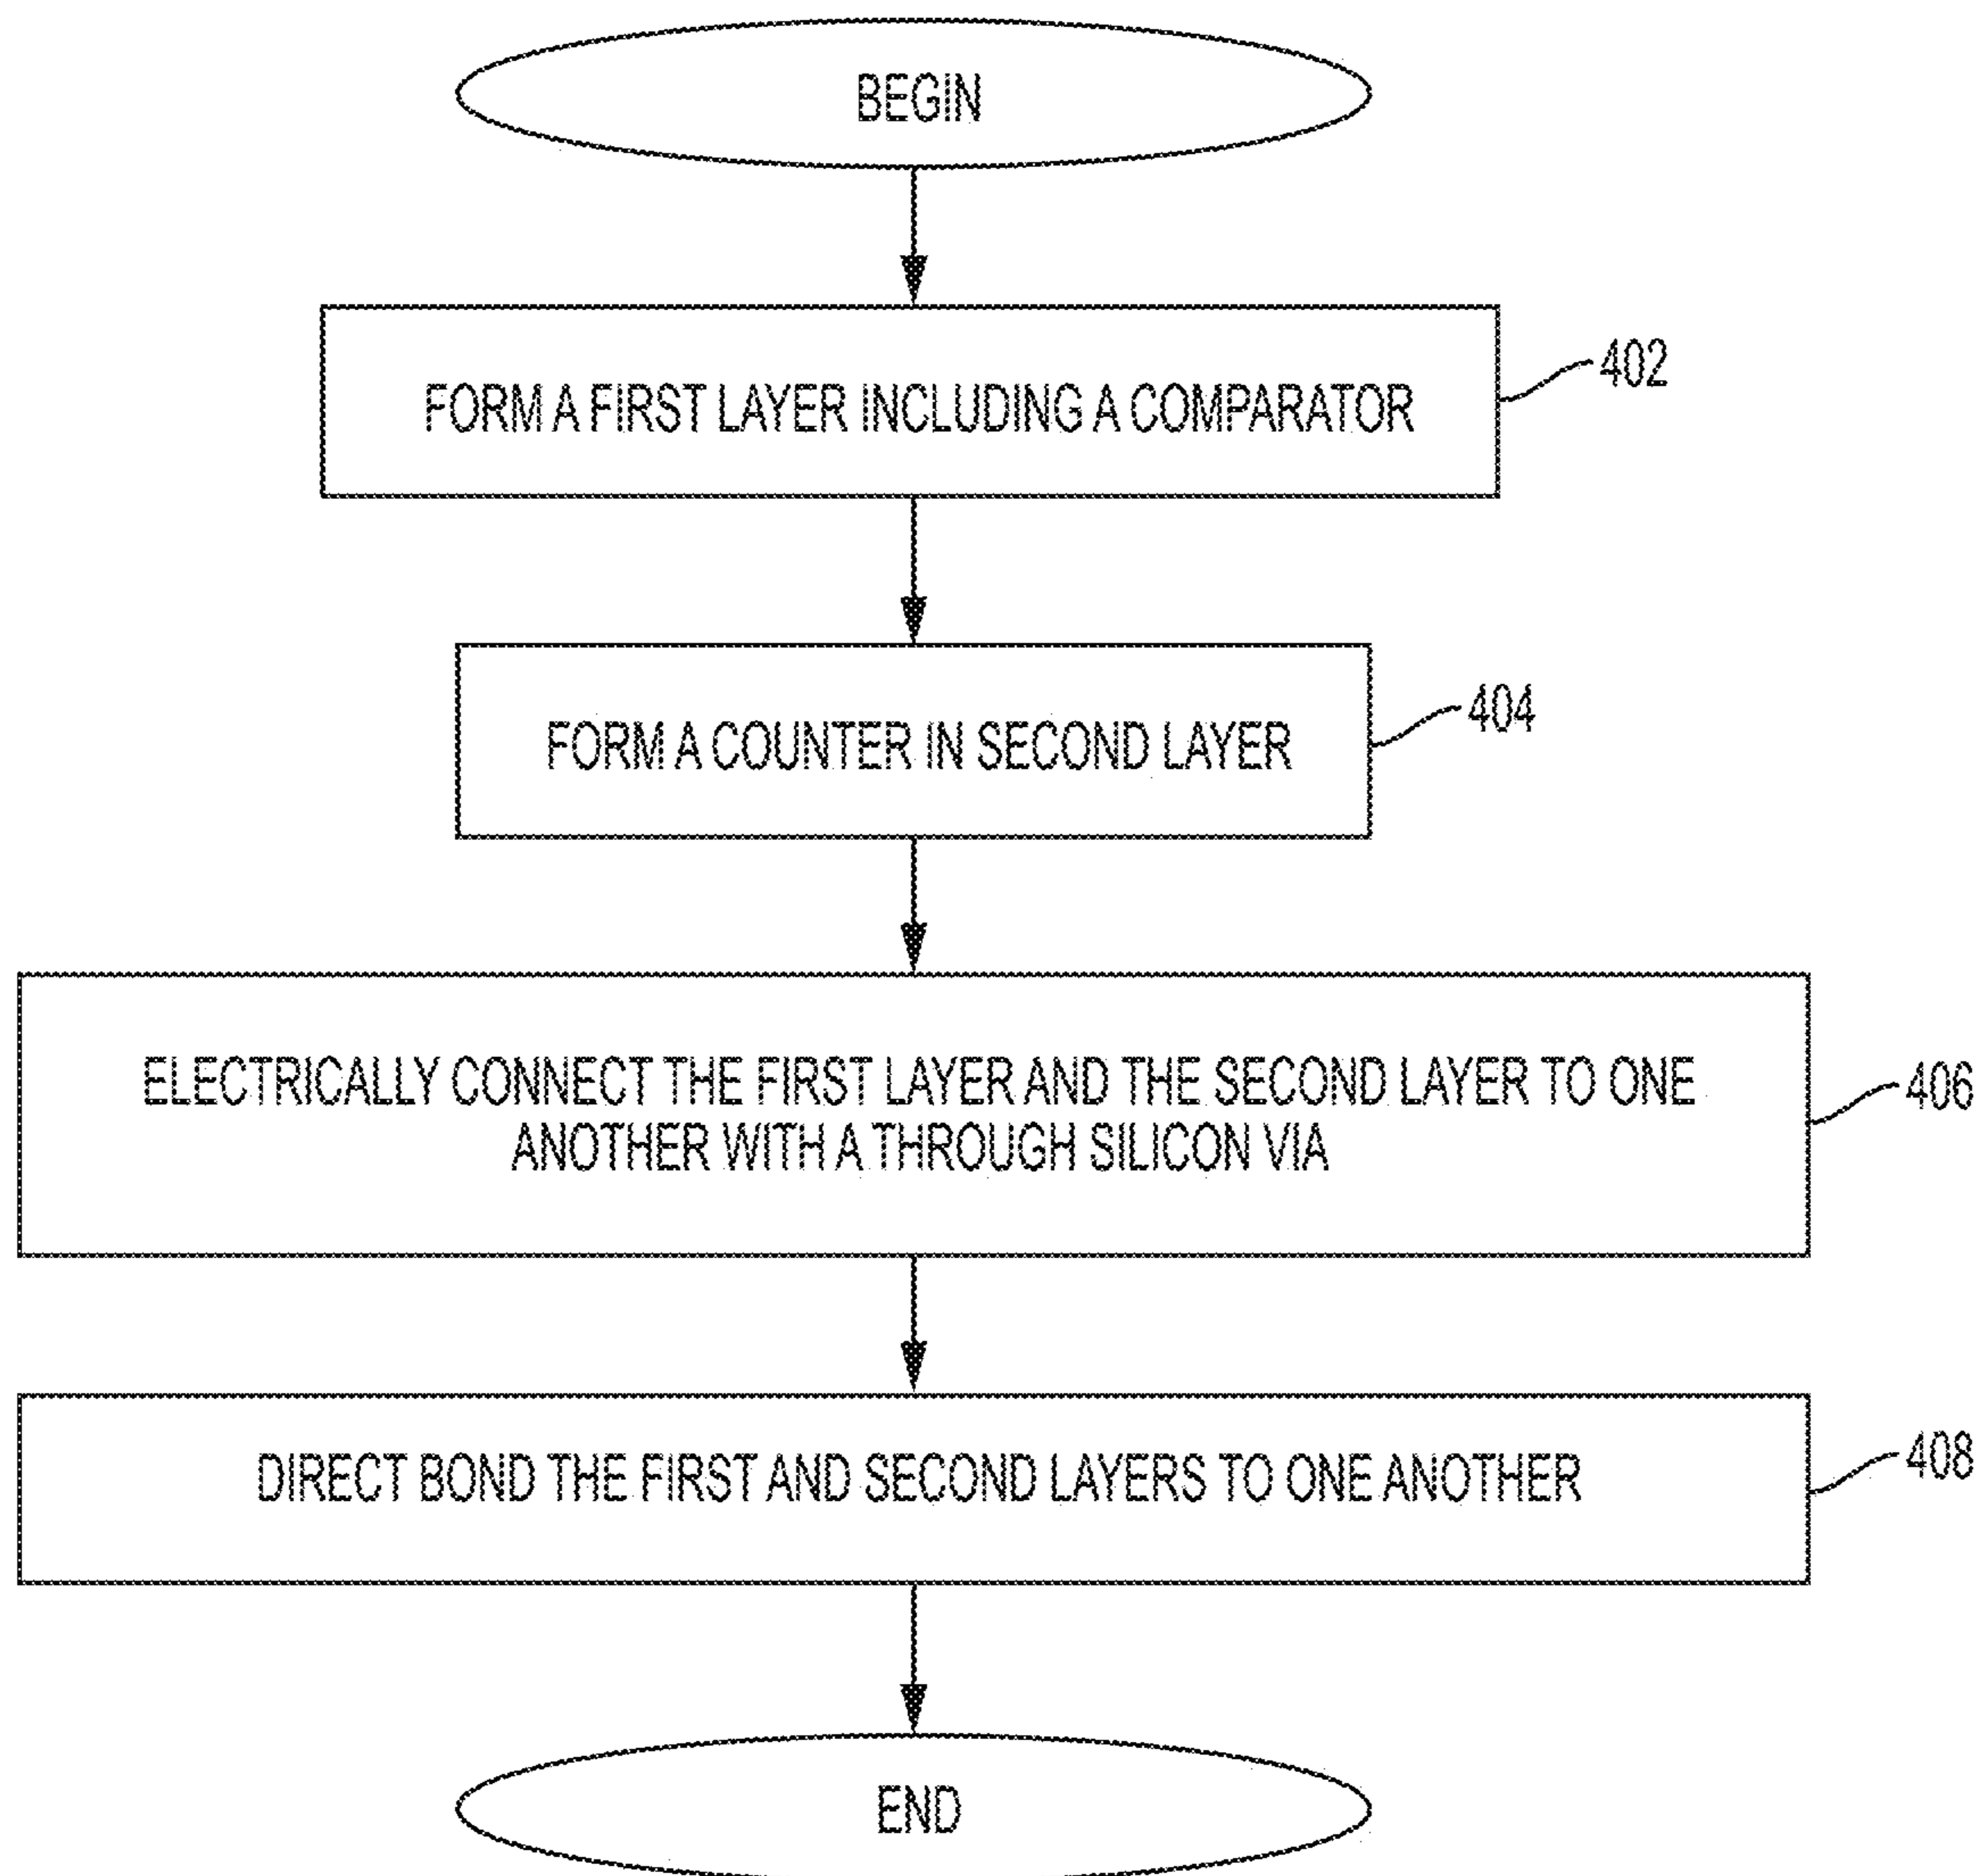 BEGIN
FORM A FIRST LAYER INCLUDING A COMPARATOR
402
FORM A COUNTER IN SECOND LAYER
404
ELECTRICALLY CONNECT THE FIRST LAYER AND THE SECOND LAYER TO ONE
ANOTHER WITH A THROUGH SILICON VIA
406
DIRECT BOND THE FIRST AND SECOND LAYERS TO ONE ANOTHER
408
END